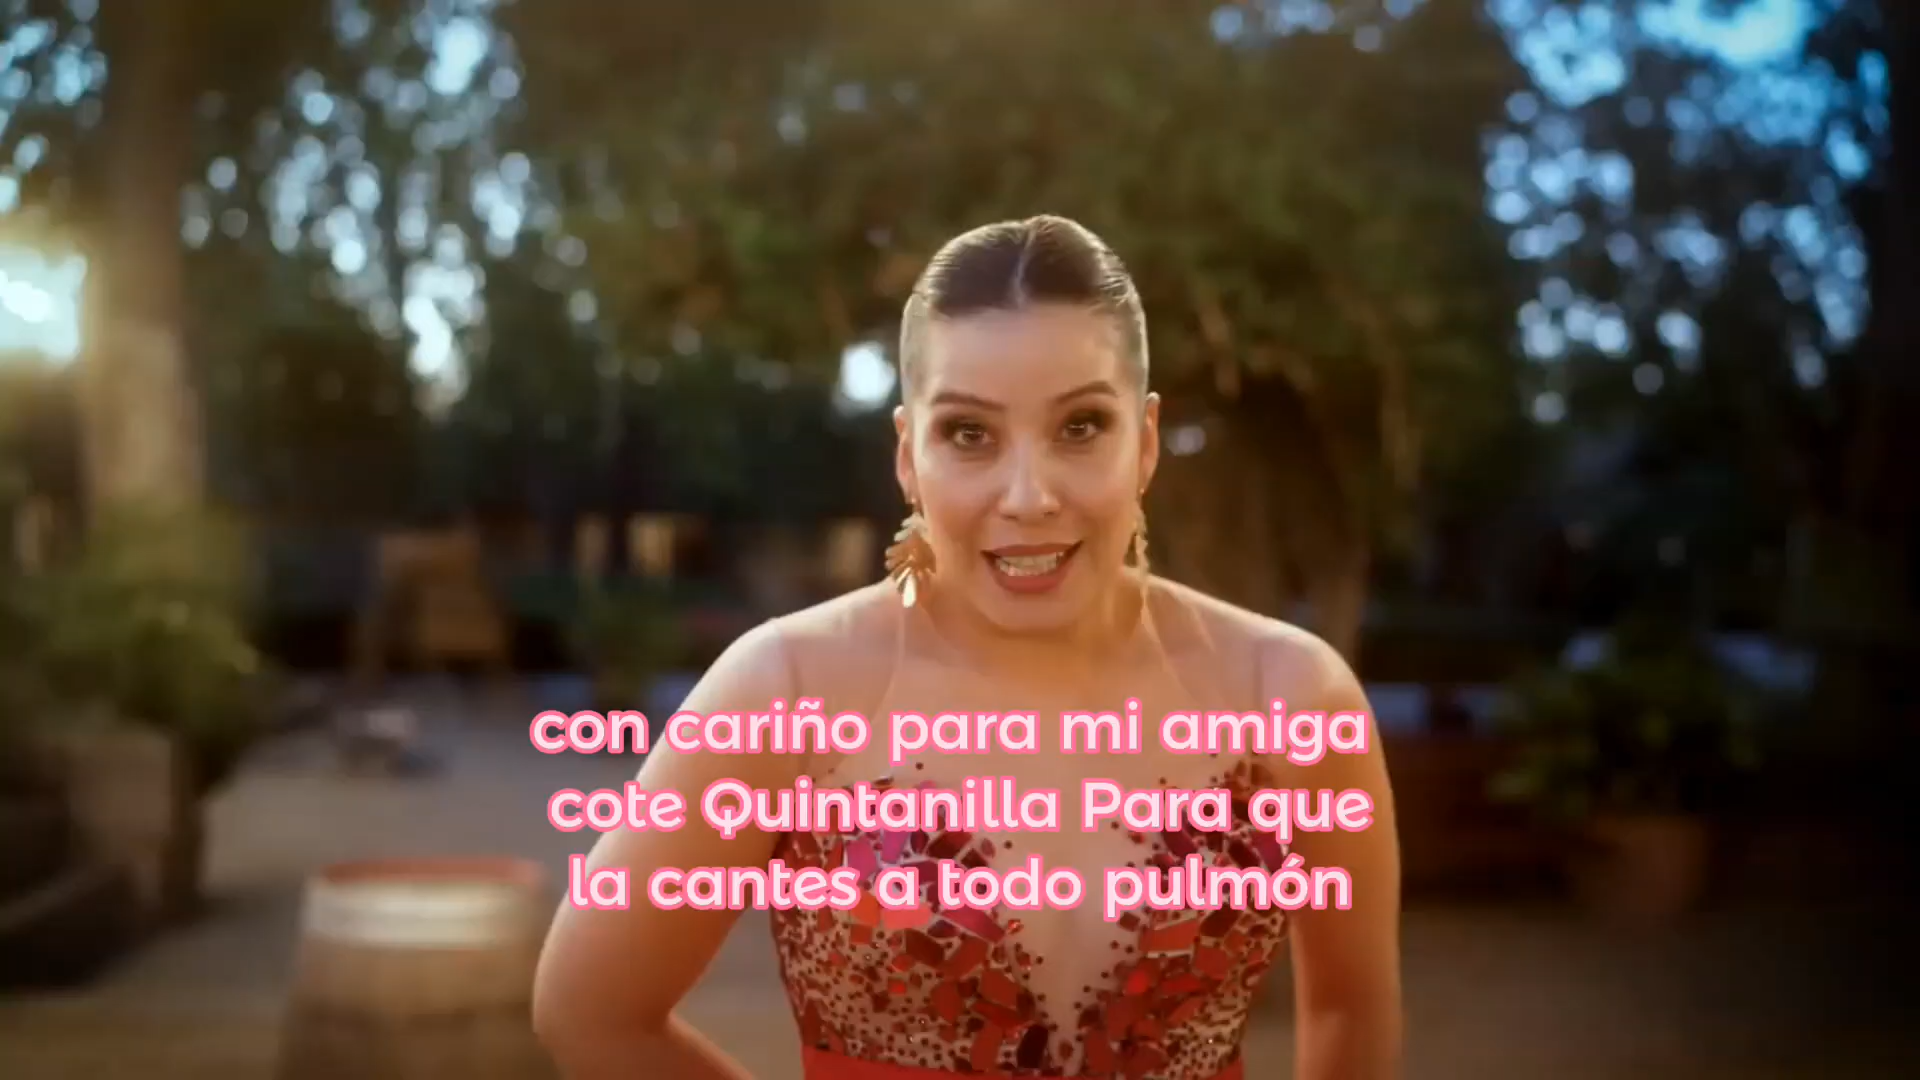 con cariño para mi amiga
cote Quintanilla Para que
la cantes a todo pulmón